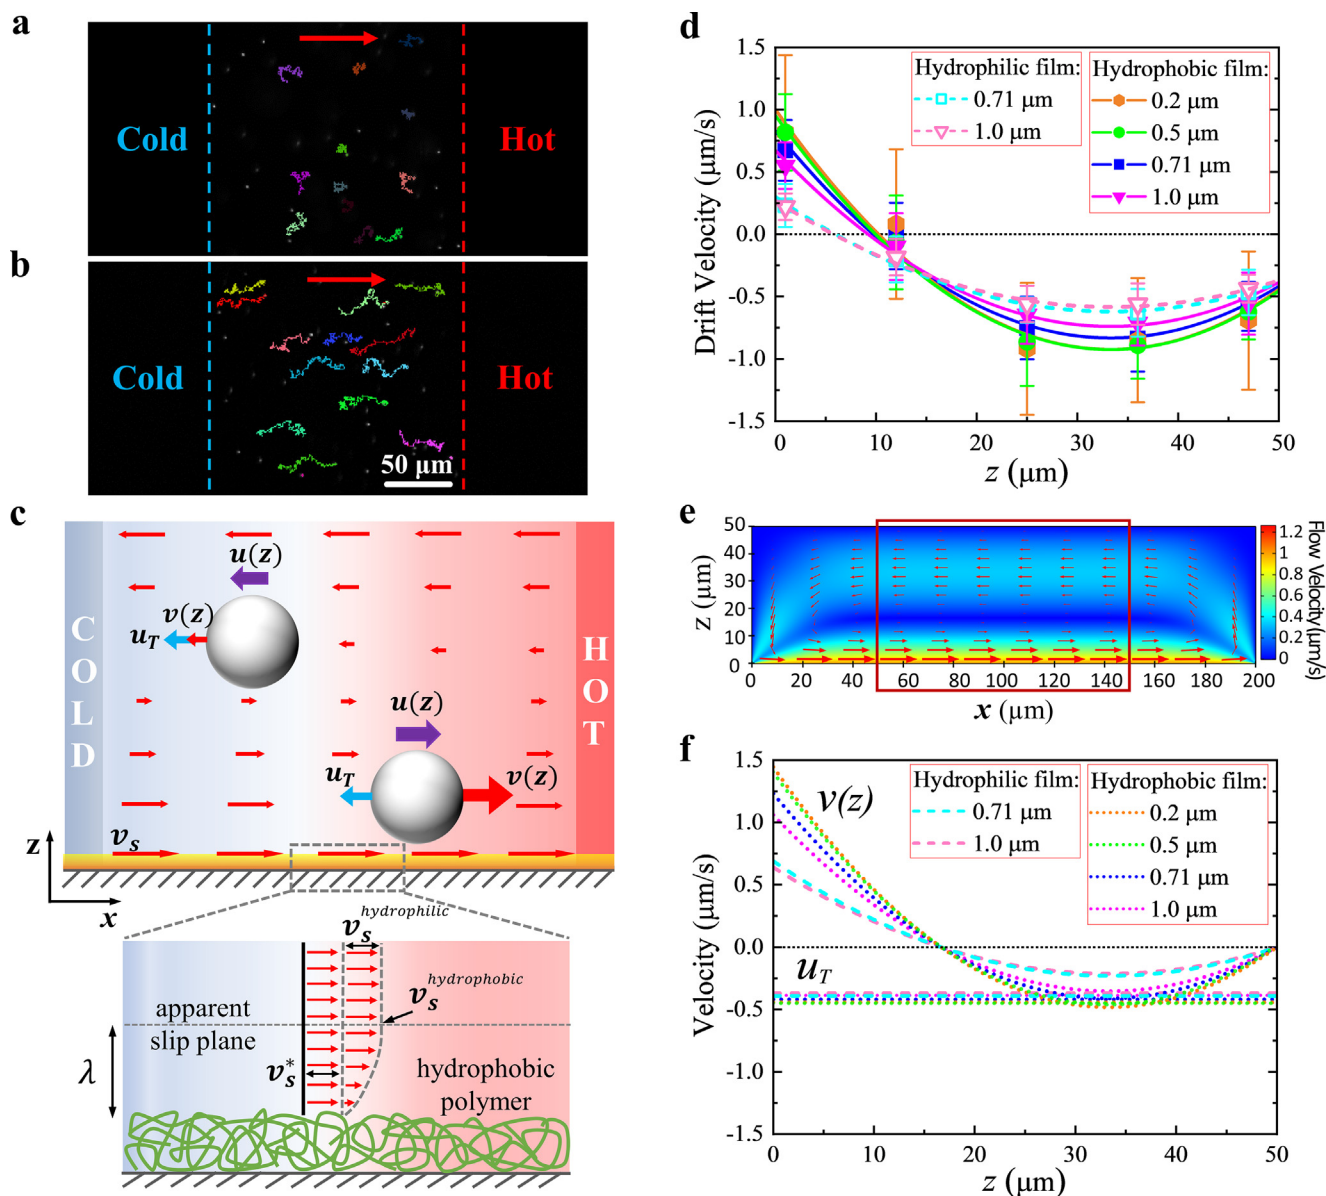 a
Cold
Hot
b
Cold
Hot
50 μm
c
COLD
HOT
u(z)
v(z)
u_T
u(z)
u_T
v(z)
v_s
z
x
v_s^hydrophilic
v_s^hydrophobic
apparent
slip plane
v_s^*
λ
hydrophobic
polymer
d
Drift Velocity (μm/s)
1.5
1.0
0.5
0.0
-0.5
-1.0
-1.5
Hydrophilic film:
0.71 μm
1.0 μm
Hydrophobic film:
0.2 μm
0.5 μm
0.71 μm
1.0 μm
0 10 20 30 40 50
z (μm)
e
z (μm)
50
40
30
20
10
0
0 20 40 60 80 100 120 140 160 180 200
x (μm)
1.2
1
0.8
0.6
0.4
0.2
0
Flow Velocity(μm/s)
f
Velocity (μm/s)
1.5
1.0
0.5
0.0
-0.5
-1.0
-1.5
v(z)
u_T
Hydrophilic film:
0.71 μm
1.0 μm
Hydrophobic film:
0.2 μm
0.5 μm
0.71 μm
1.0 μm
0 10 20 30 40 50
z (μm)